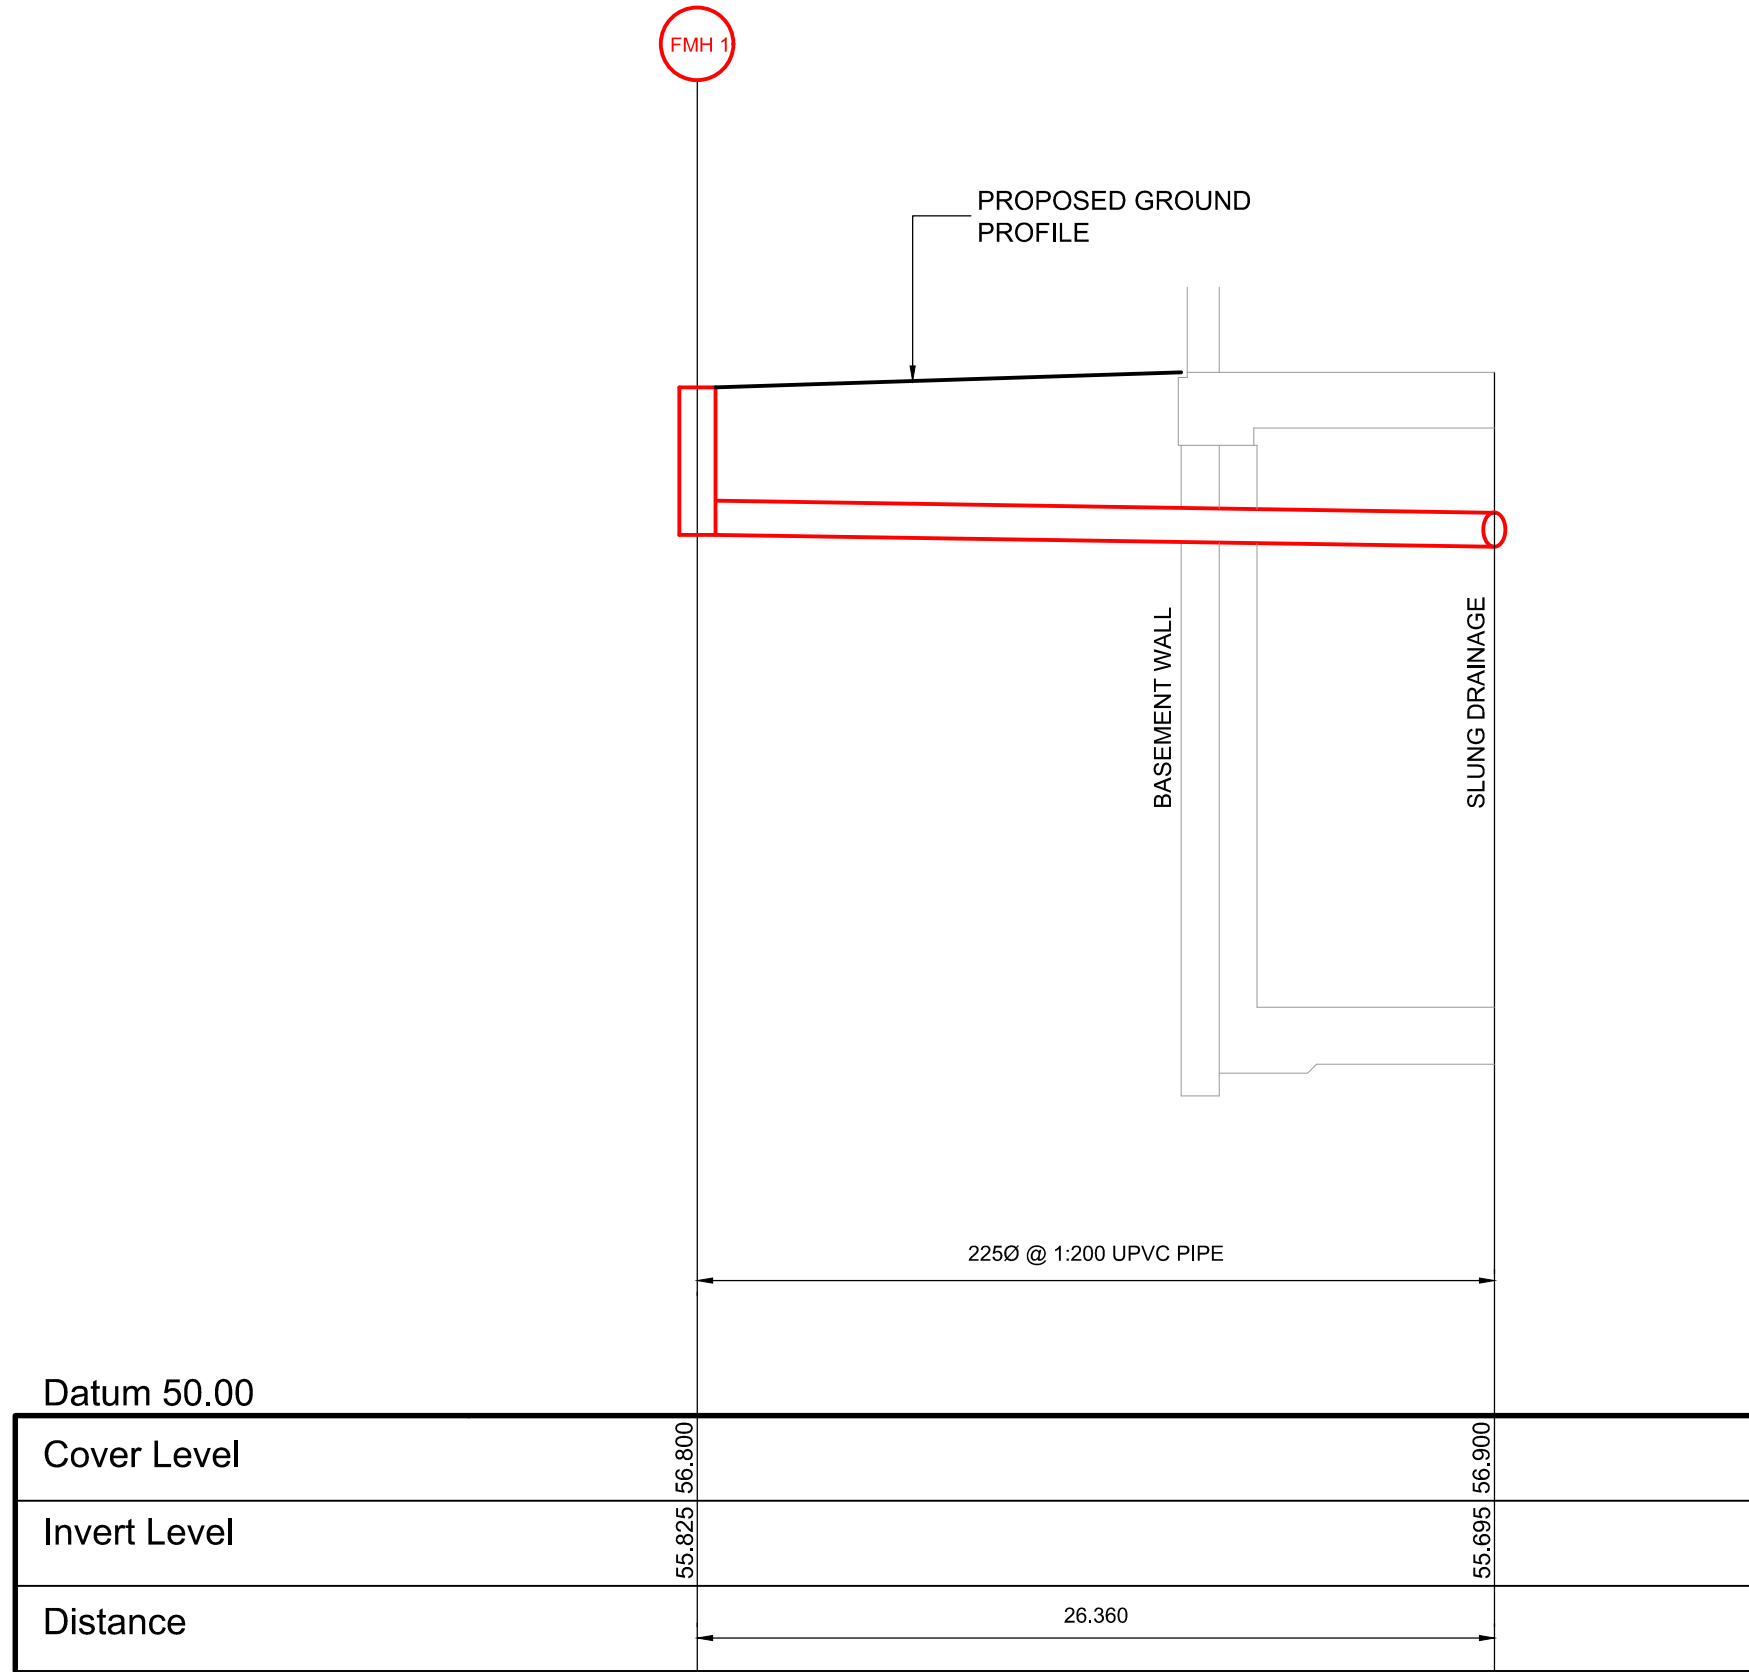 FMH 1
PROPOSED GROUND
PROFILE
BASEMENT WALL
SLUNG DRAINAGE
225Ø @ 1:200 UPVC PIPE
Datum 50.00
Cover Level 56.800 56.900
Invert Level 55.825 55.695
Distance 26.360